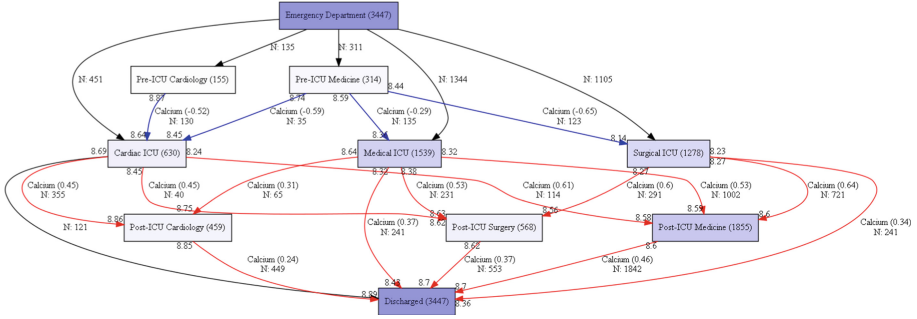 Emergency Department (3447)
N: 135
N: 311
N: 451
Pre-ICU Cardiology (155)
Pre-ICU Medicine (314)
N: 1344
N: 1105
8.87
8.74
8.59
8.44
Calcium (-0.52)
N: 130
Calcium (-0.59)
N: 35
Calcium (-0.29)
N: 135
Calcium (-0.65)
N: 123
8.64
8.45
8.14
8.69
Cardiac ICU (630)
8.24
8.64
Medical ICU (1539)
8.32
Surgical ICU (1278)
8.23
8.27
8.45
8.32
8.38
8.27
Calcium (0.45)
N: 355
Calcium (0.45)
N: 40
Calcium (0.31)
N: 65
Calcium (0.53)
N: 231
Calcium (0.61)
N: 114
Calcium (0.6)
N: 291
Calcium (0.53)
N: 1002
Calcium (0.64)
N: 721
8.86
8.75
8.63
8.62
8.56
8.58
8.59
8.6
N: 121
Post-ICU Cardiology (459)
Calcium (0.37)
N: 241
Post-ICU Surgery (568)
Post-ICU Medicine (1855)
Calcium (0.34)
N: 241
8.85
8.62
8.6
Calcium (0.24)
N: 449
Calcium (0.37)
N: 553
Calcium (0.46)
N: 1842
8.7
8.7
8.36
Discharged (3447)